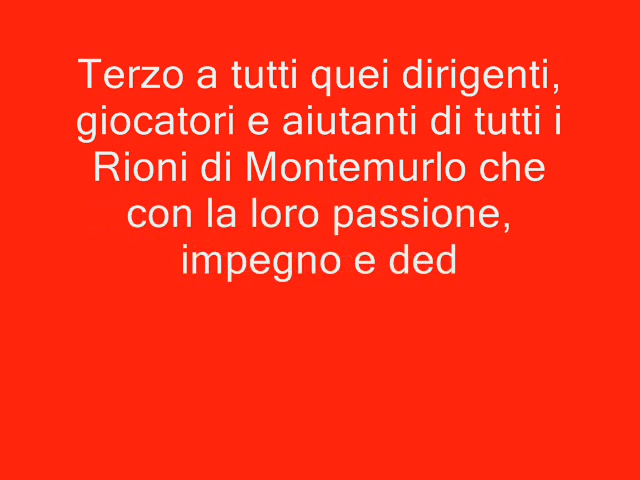 Terzo a tutti quei dirigenti,
giocatori e aiutanti di tutti i
Rioni di Montemurlo che
con la loro passione,
impegno e ded